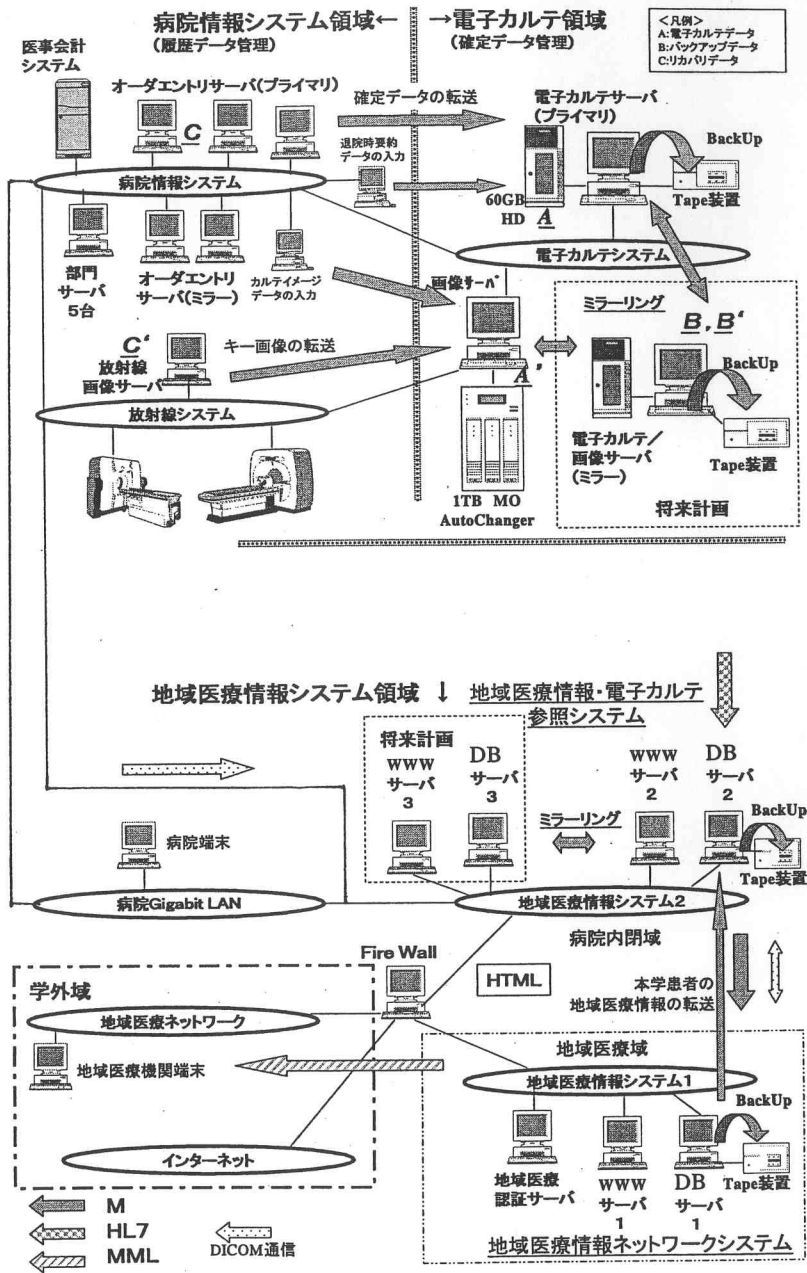 病院情報システム領域← →電子カルテ領域
(履歴データ管理)
(確定データ管理)
<凡例>
A:電子カルテデータ
B:バックアップデータ
C:リカバリデータ
医事会計
システム
オーダエントリサーバ(プライマリ)
C
確定データの転送
電子カルテサーバ
(プライマリ)
BackUp
退院時要約
データの入力
病院情報システム
60GB
HD
A
Tape装置
部門
サーバ
5台
オーダエントリ
サーバ(ミラー)
カルテイメージ
データの入力
電子カルテシステム
画像サーバ
ミラーリング
B , B'
C'
放射線
画像サーバ
キー画像の転送
A '
BackUp
放射線システム
電子カルテ/
画像サーバ
(ミラー)
Tape装置
1TB MO
AutoChanger
将来計画
地域医療情報システム領域 ↓ 地域医療情報・電子カルテ
参照システム
将来計画
WWW
サーバ
3
DB
サーバ
3
ミラーリング
WWW
サーバ
2
DB
サーバ
2
BackUp
Tape装置
病院端末
病院Gigabit LAN
地域医療情報システム2
病院内閉域
Fire Wall
HTML
本学患者の
地域医療情報の転送
学外域
地域医療ネットワーク
地域医療機関端末
地域医療域
地域医療情報システム1
BackUp
インターネット
地域医療
認証サーバ
WWW
サーバ
1
DB
サーバ
1
Tape装置
M
HL7
MML
DICOM通信
地域医療情報ネットワークシステム